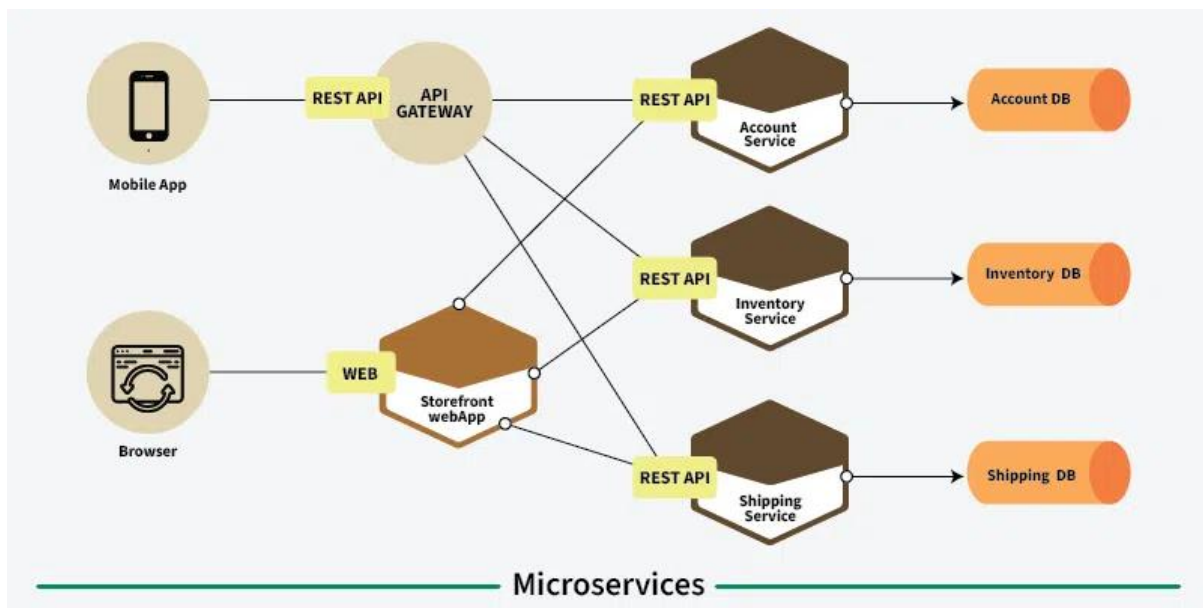 REST API
API
GATEWAY
REST API
Account
Service
Account DB
Mobile App
REST API
Inventory
Service
Inventory  DB
WEB
Storefront
webApp
Browser
REST API
Shipping
Service
Shipping  DB
Microservices